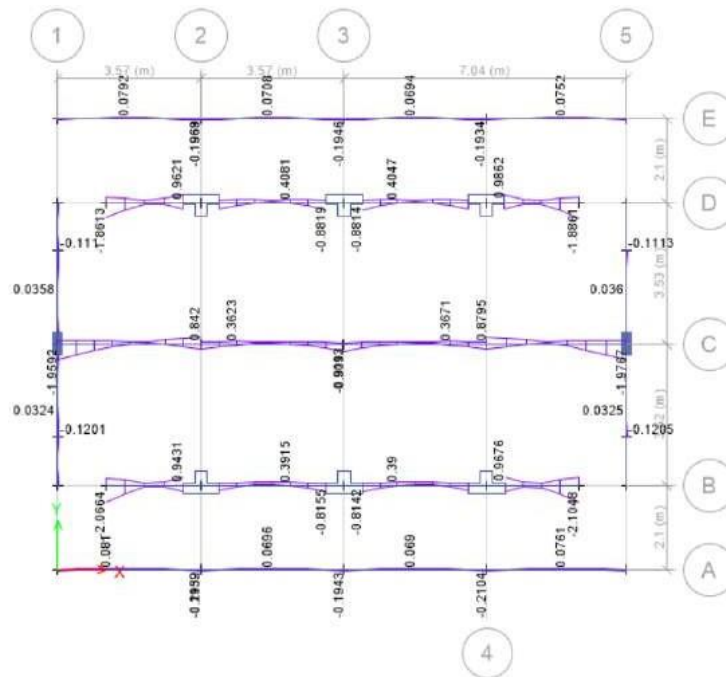 1 2 3 5
3.57 (m) 3.57 (m) 7.04 (m)
0.0792 0.0708 0.0694 0.0752
E
-0.1969 -0.1946 -0.1934
2.1 (m)
0.9621 0.4081 0.4047 0.9862
D
-1.8613 -0.8819 -0.8814 -1.8861
-0.111 -0.1113
3.53 (m)
0.0358 0.036
0.842 0.3623 0.3671 0.8795
C
-1.9592 -1.9767
0.0324 0.0325
-0.1201 -0.1205
0.9431 0.3915 0.39 0.9676
B
-2.0664 -0.8155 -0.8142 -2.1048
2.1 (m)
Y
0.081 0.0696 0.069 0.0761
X
A
-0.1943 -0.2104
4